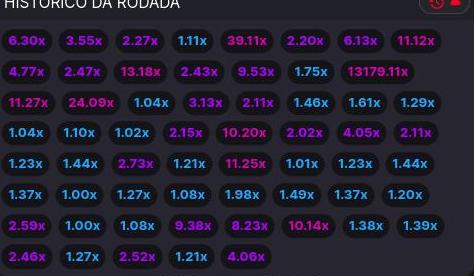 HISTÓRICO DA RODADA
6.30x 3.55x 2.27x 1.11x 39.11x 2.20x 6.13x 11.12x
4.77x 2.47x 13.18x 2.43x 9.53x 1.75x 13179.11x
11.27x 24.09x 1.04x 3.13x 2.11x 1.46x 1.61x 1.29x
1.04x 1.10x 1.02x 2.15x 10.20x 2.02x 4.05x 2.11x
1.23x 1.44x 2.73x 1.21x 11.25x 1.01x 1.23x 1.44x
1.37x 1.00x 1.27x 1.08x 1.98x 1.49x 1.37x 1.20x
2.59x 1.00x 1.08x 9.38x 8.23x 10.14x 1.38x 1.39x
2.46x 1.27x 2.52x 1.21x 4.06x